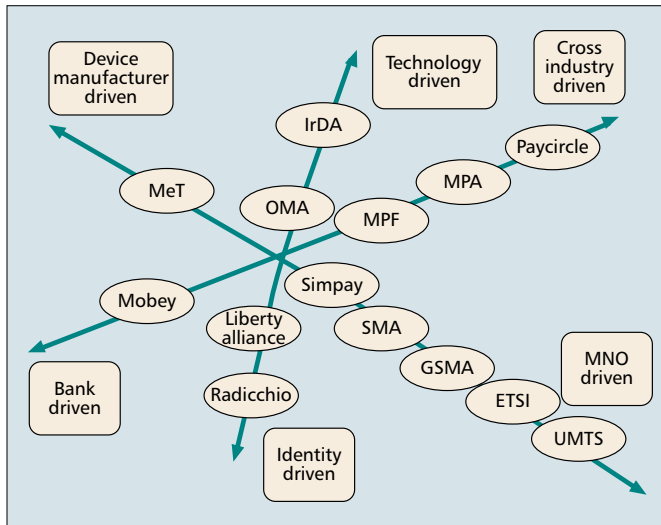 Device
manufacturer
driven
Technology
driven
Cross
industry
driven
IrDA
Paycircle
MPA
MeT
OMA
MPF
Simpay
Mobey
Liberty
alliance
SMA
GSMA
MNO
driven
Bank
driven
Radicchio
ETSI
UMTS
Identity
driven